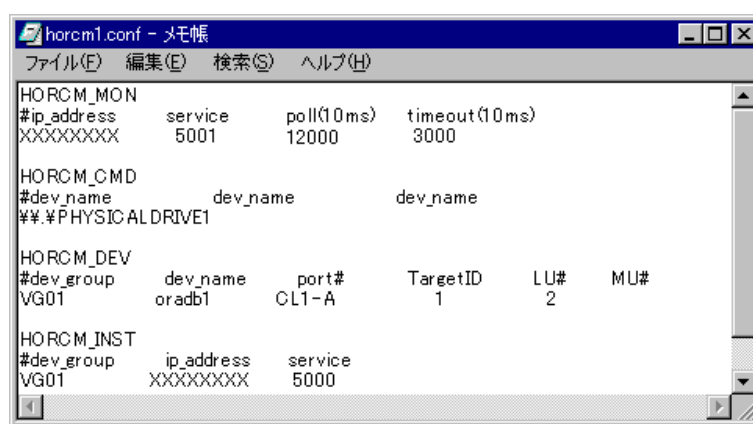 horcm1.conf - メモ帳
ファイル(F) 編集(E) 検索(S) ヘルプ(H)
HORCM_MON
#ip_address service poll(10ms) timeout(10ms)
XXXXXXXX 5001 12000 3000
HORCM_CMD
#dev_name dev_name dev_name
¥¥.¥PHYSICALDRIVE1
HORCM_DEV
#dev_group dev_name port# TargetID LU# MU#
VG01 oradb1 CL1-A 1 2
HORCM_INST
#dev_group ip_address service
VG01 XXXXXXXX 5000